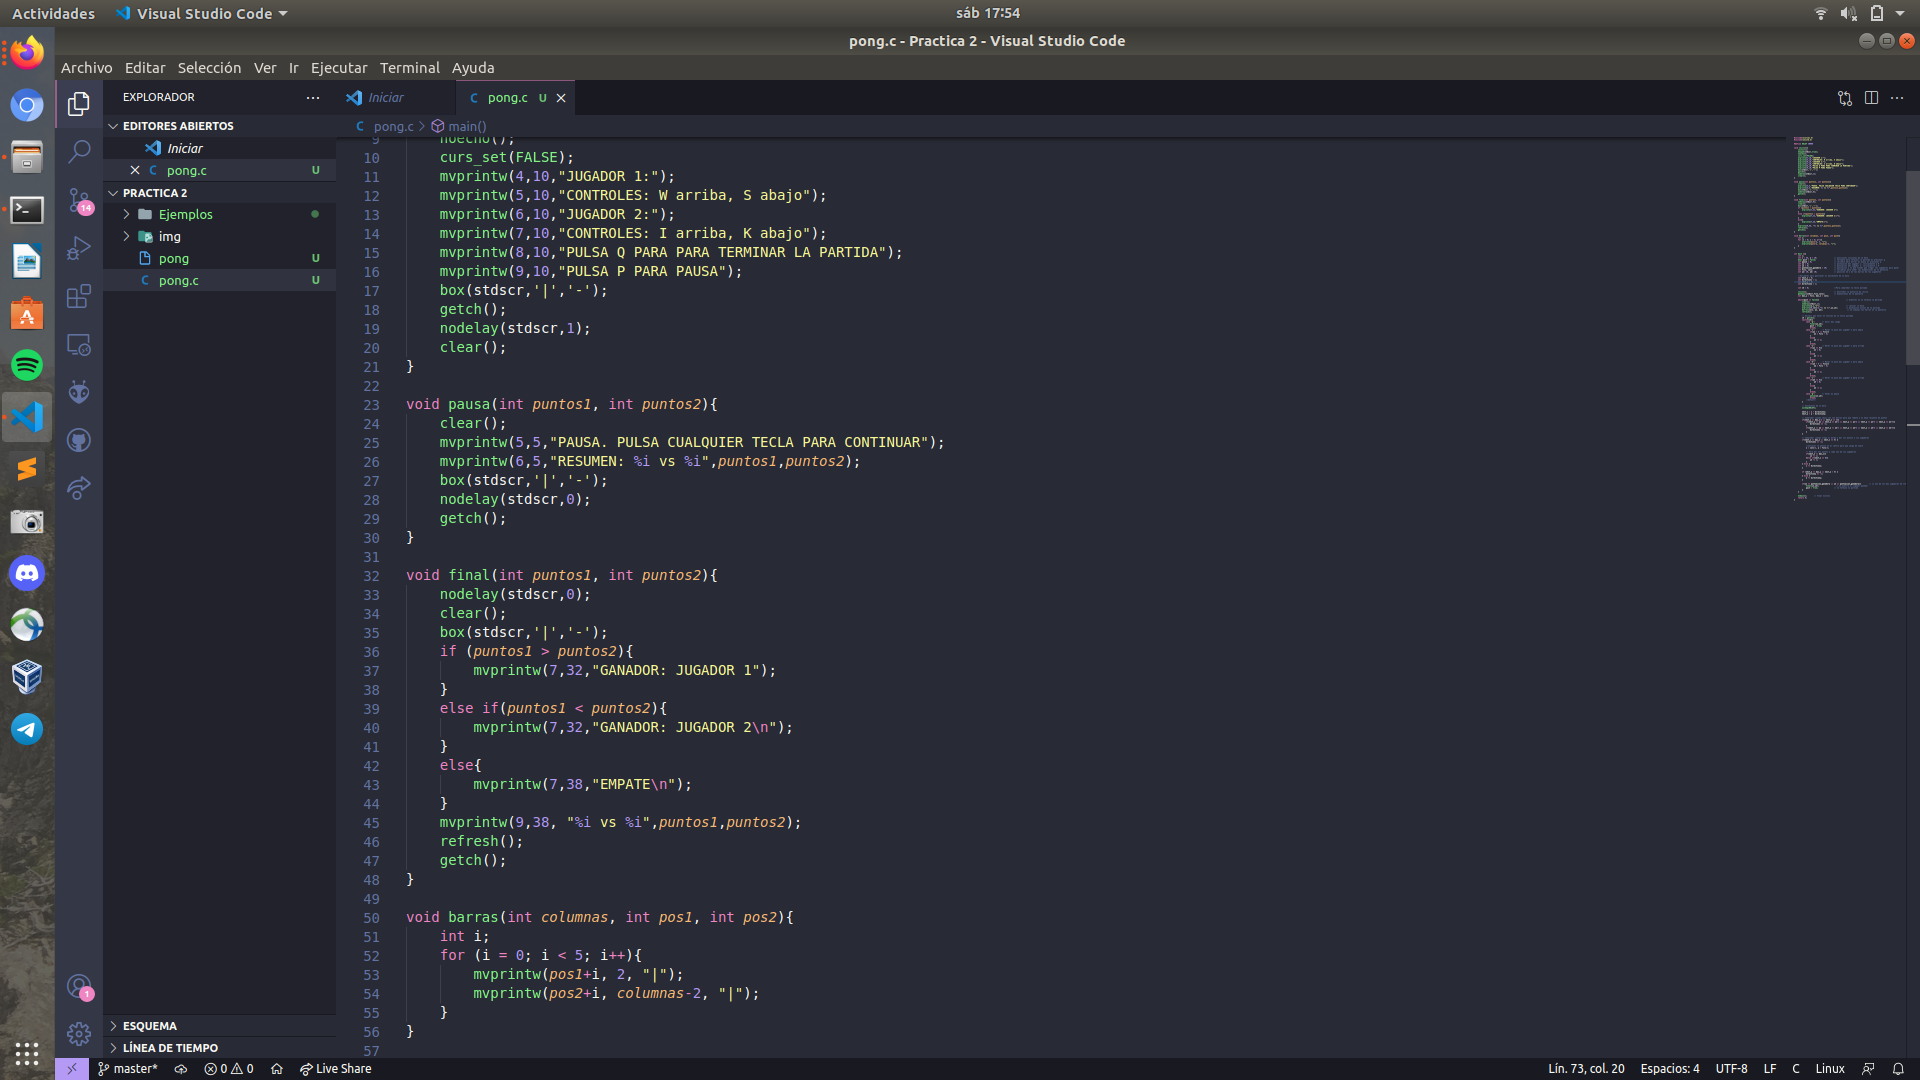 Actividades
Visual Studio Code
sáb 17:54
pong.c - Practica 2 - Visual Studio Code
Archivo Editar Selección Ver Ir Ejecutar Terminal Ayuda
EXPLORADOR
EDITORES ABIERTOS
Iniciar
pong.c U
PRACTICA 2
Ejemplos
img
pong U
pong.c U
ESQUEMA
LÍNEA DE TIEMPO
14
1
Iniciar
C pong.c U
C pong.c > main()
9 noecho();
10 curs_set(FALSE);
11 mvprintw(4,10,"JUGADOR 1:");
12 mvprintw(5,10,"CONTROLES: W arriba, S abajo");
13 mvprintw(6,10,"JUGADOR 2:");
14 mvprintw(7,10,"CONTROLES: I arriba, K abajo");
15 mvprintw(8,10,"PULSA Q PARA PARA TERMINAR LA PARTIDA");
16 mvprintw(9,10,"PULSA P PARA PAUSA");
17 box(stdscr,'|','-');
18 getch();
19 nodelay(stdscr,1);
20 clear();
21 }
22
23 void pausa(int puntos1, int puntos2){
24 clear();
25 mvprintw(5,5,"PAUSA. PULSA CUALQUIER TECLA PARA CONTINUAR");
26 mvprintw(6,5,"RESUMEN: %i vs %i",puntos1,puntos2);
27 box(stdscr,'|','-');
28 nodelay(stdscr,0);
29 getch();
30 }
31
32 void final(int puntos1, int puntos2){
33 nodelay(stdscr,0);
34 clear();
35 box(stdscr,'|','-');
36 if (puntos1 > puntos2){
37 mvprintw(7,32,"GANADOR: JUGADOR 1");
38 }
39 else if(puntos1 < puntos2){
40 mvprintw(7,32,"GANADOR: JUGADOR 2\n");
41 }
42 else{
43 mvprintw(7,38,"EMPATE\n");
44 }
45 mvprintw(9,38, "%i vs %i",puntos1,puntos2);
46 refresh();
47 getch();
48 }
49
50 void barras(int columnas, int pos1, int pos2){
51 int i;
52 for (i = 0; i < 5; i++){
53 mvprintw(pos1+i, 2, "|");
54 mvprintw(pos2+i, columnas-2, "|");
55 }
56 }
57
master* 0 0 Live Share
Lín. 73, col. 20 Espacios: 4 UTF-8 LF C Linux